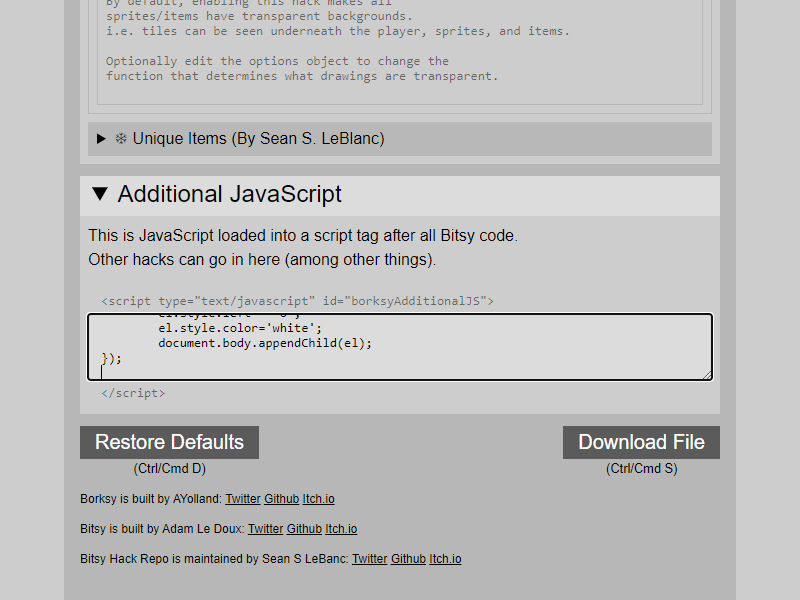 By default, enabling this hack makes all
sprites/items have transparent backgrounds.
i.e. tiles can be seen underneath the player, sprites, and items.
Optionally edit the options object to change the
function that determines what drawings are transparent.
▶ ❄ Unique Items (By Sean S. LeBlanc)
▼ Additional JavaScript
This is JavaScript loaded into a script tag after all Bitsy code.
Other hacks can go in here (among other things).
<script type="text/javascript" id="borksyAdditionalJS">
el.style.color='white';
document.body.appendChild(el);
});
</script>
Restore Defaults
Download File
(Ctrl/Cmd D)
(Ctrl/Cmd S)
Borksy is built by AYolland: Twitter Github Itch.io
Bitsy is built by Adam Le Doux: Twitter Github Itch.io
Bitsy Hack Repo is maintained by Sean S LeBanc: Twitter Github Itch.io